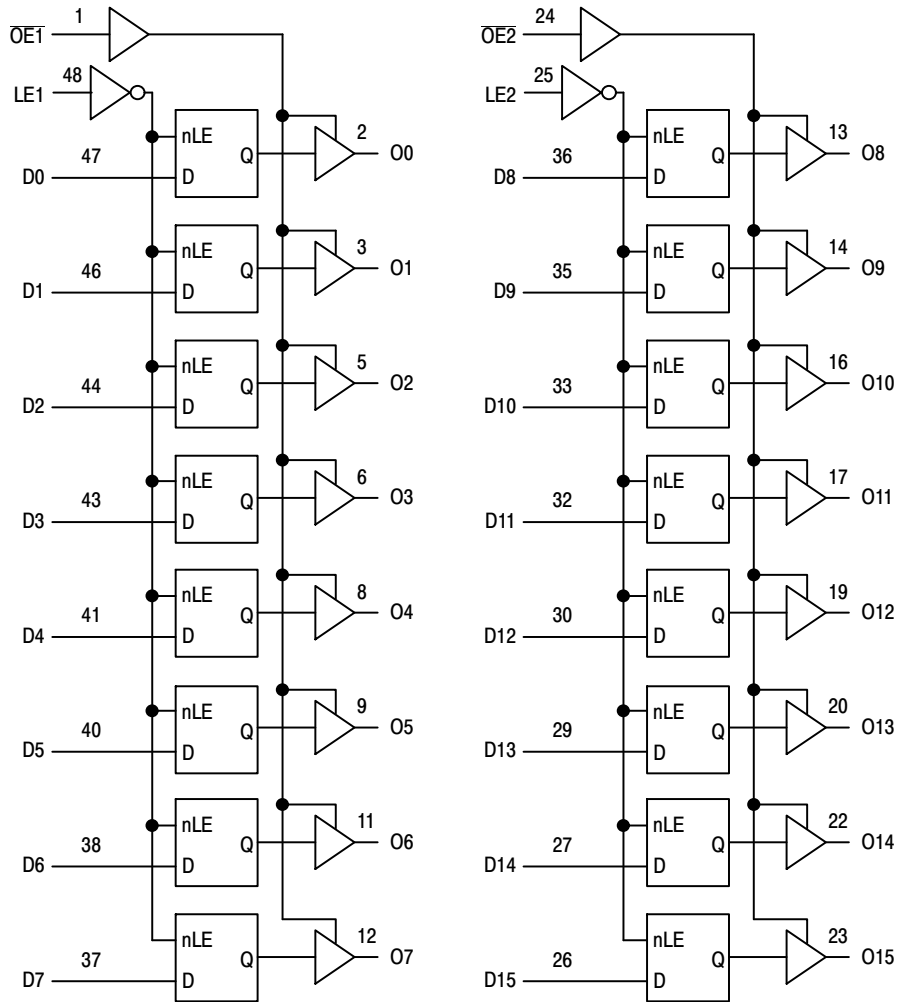 1
O̅E̅1̅
48
LE1
nLE
2
47
Q
O0
D0
D
nLE
3
46
Q
O1
D1
D
nLE
5
44
Q
O2
D2
D
nLE
6
43
Q
O3
D3
D
nLE
8
41
Q
O4
D4
D
nLE
9
40
Q
O5
D5
D
nLE
11
38
Q
O6
D6
D
nLE
12
37
Q
O7
D7
D
24
O̅E̅2̅
25
LE2
nLE
13
36
Q
O8
D8
D
nLE
14
35
Q
O9
D9
D
nLE
16
33
Q
O10
D10
D
nLE
17
32
Q
O11
D11
D
nLE
19
30
Q
O12
D12
D
nLE
20
29
Q
O13
D13
D
nLE
22
27
Q
O14
D14
D
nLE
23
26
Q
O15
D15
D